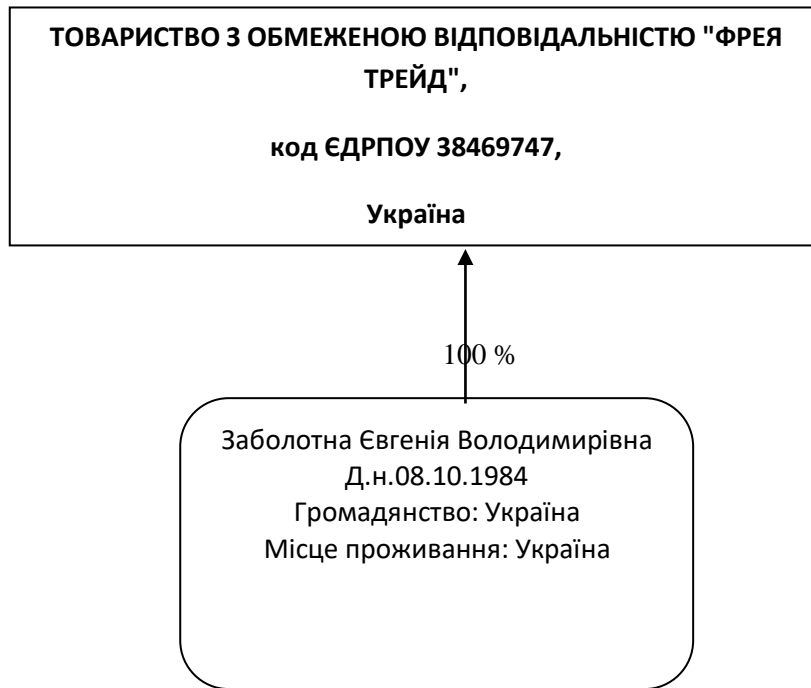 ТОВАРИСТВО З ОБМЕЖЕНОЮ ВІДПОВІДАЛЬНІСТЮ "ФРЕЯ
ТРЕЙД",
код ЄДРПОУ 38469747,
Україна
100 %
Заболотна Євгенія Володимирівна
Д.н.08.10.1984
Громадянство: Україна
Місце проживання: Україна